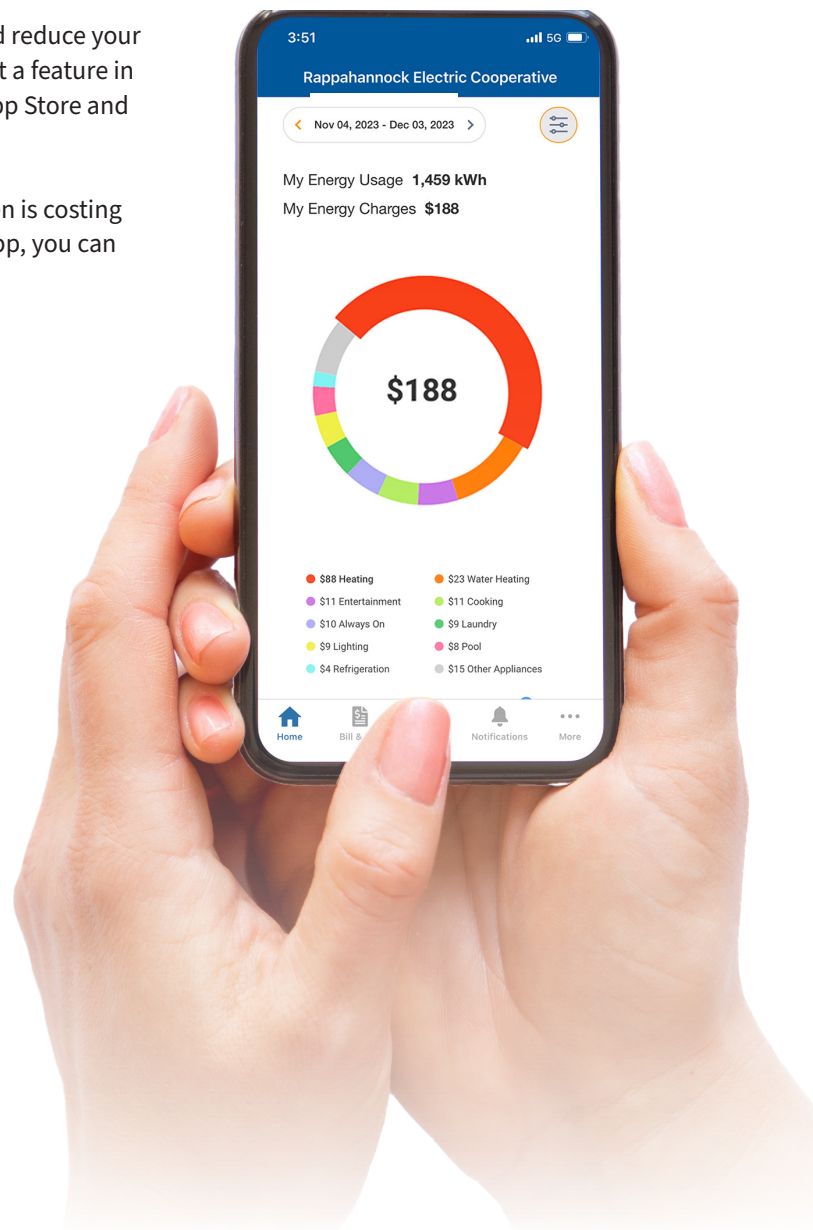 reduce your
t a feature in
Store and
is costing
you can
3:51 5G
Rappahannock Electric Cooperative
Nov 04, 2023 - Dec 03, 2023
My Energy Usage 1,459 kWh
My Energy Charges $188
$188
$88 Heating $23 Water Heating
$11 Entertainment $11 Cooking
$10 Always On $9 Laundry
$9 Lighting $8 Pool
$4 Refrigeration $15 Other Appliances
Home Bill & Notifications More